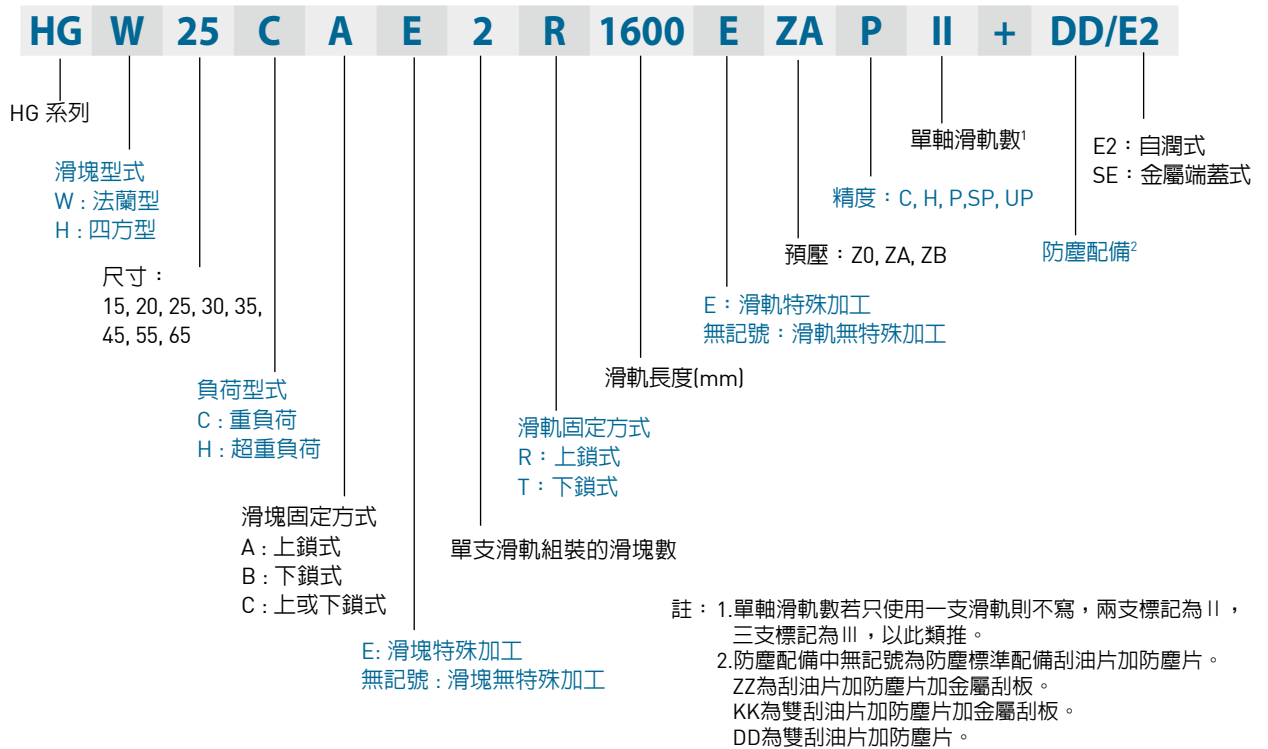 HG W 25 C A E 2 R 1600 E ZA P II + DD/E2
HG 系列
滑塊型式
W : 法蘭型
H : 四方型
尺寸：
15, 20, 25, 30, 35,
45, 55, 65
負荷型式
C : 重負荷
H : 超重負荷
滑塊固定方式
A : 上鎖式
B : 下鎖式
C : 上或下鎖式
E: 滑塊特殊加工
無記號 : 滑塊無特殊加工
單支滑軌組裝的滑塊數
滑軌固定方式
R：上鎖式
T：下鎖式
滑軌長度(mm)
E：滑軌特殊加工
無記號：滑軌無特殊加工
預壓：Z0, ZA, ZB
精度：C, H, P,SP, UP
單軸滑軌數¹
防塵配備²
E2：自潤式
SE：金屬端蓋式
註：1.單軸滑軌數若只使用一支滑軌則不寫，兩支標記為II，
三支標記為III，以此類推。
2.防塵配備中無記號為防塵標準配備刮油片加防塵片。
ZZ為刮油片加防塵片加金屬刮板。
KK為雙刮油片加防塵片加金屬刮板。
DD為雙刮油片加防塵片。